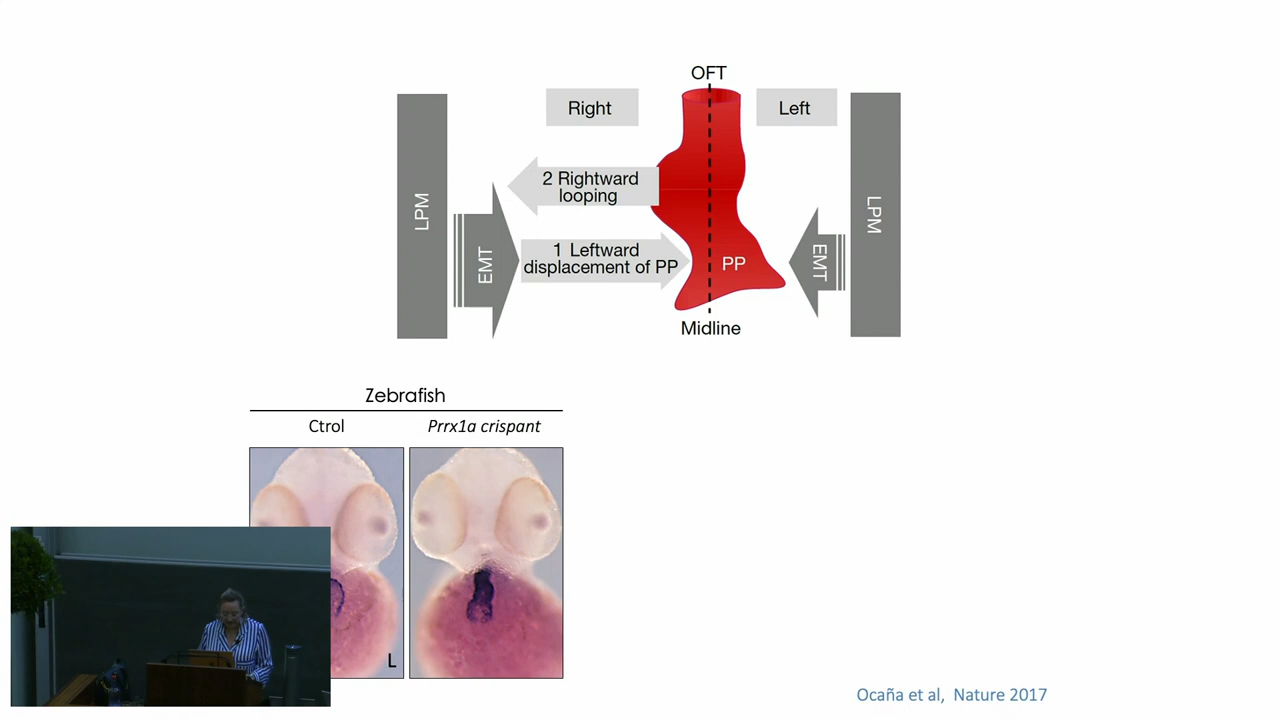 OFT
Right
Left
LPM
2 Rightward
looping
LPM
EMT
1 Leftward
displacement of PP
PP
EMT
Midline
Zebrafish
Ctrol
Prrx1a crispant
L
Ocaña et al, Nature 2017